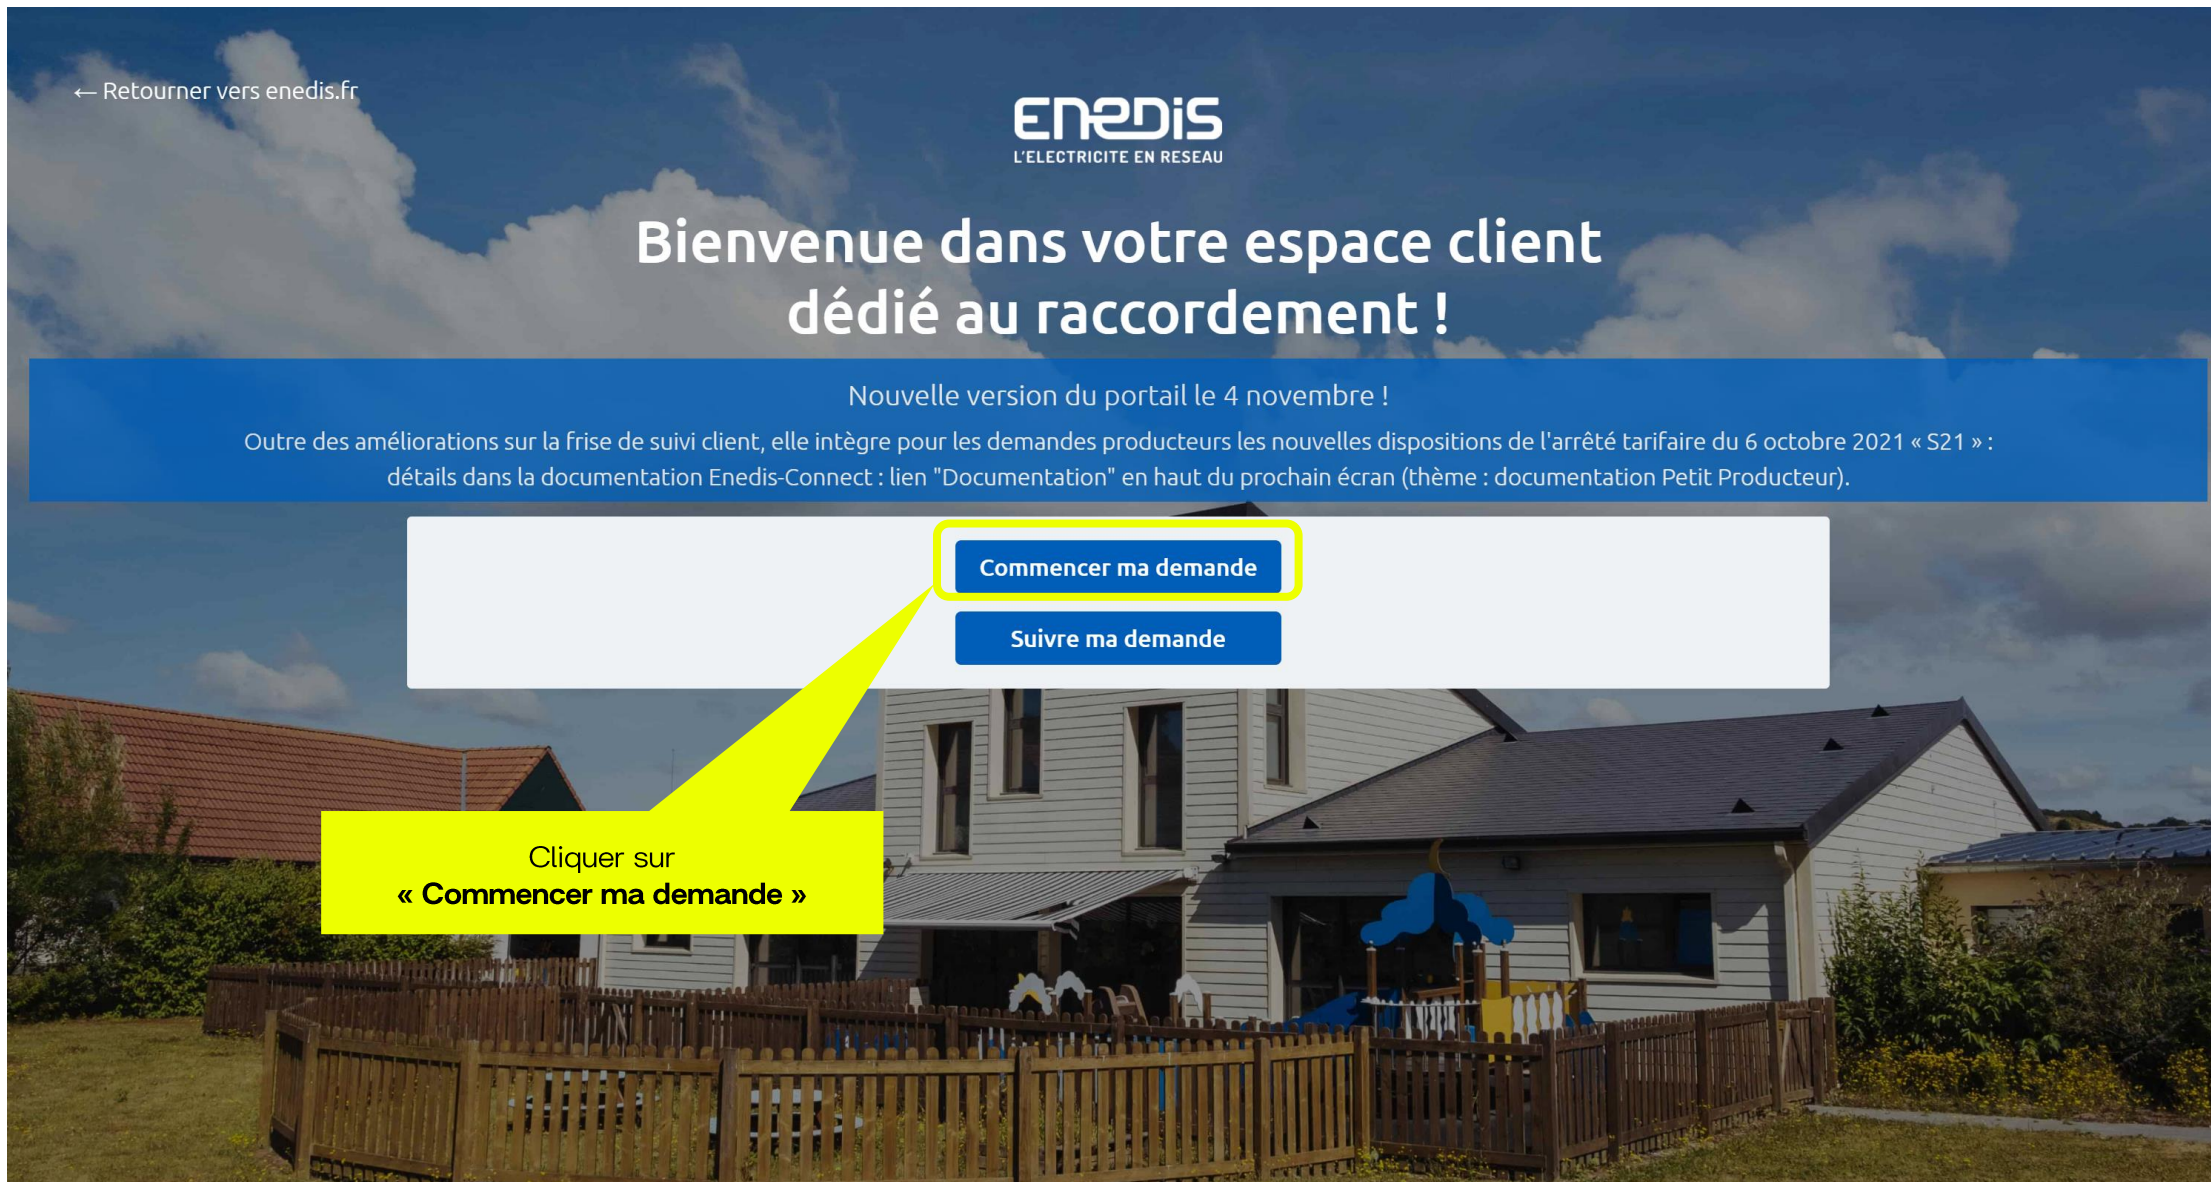 ← Retourner vers enedis.fr
ENEDIS
L'ELECTRICITE EN RESEAU
Bienvenue dans votre espace client
dédié au raccordement !
Nouvelle version du portail le 4 novembre !
Outre des améliorations sur la frise de suivi client, elle intègre pour les demandes producteurs les nouvelles dispositions de l'arrêté tarifaire du 6 octobre 2021 « S21 » :
détails dans la documentation Enedis-Connect : lien "Documentation" en haut du prochain écran (thème : documentation Petit Producteur).
Commencer ma demande
Suivre ma demande
Cliquer sur
« Commencer ma demande »